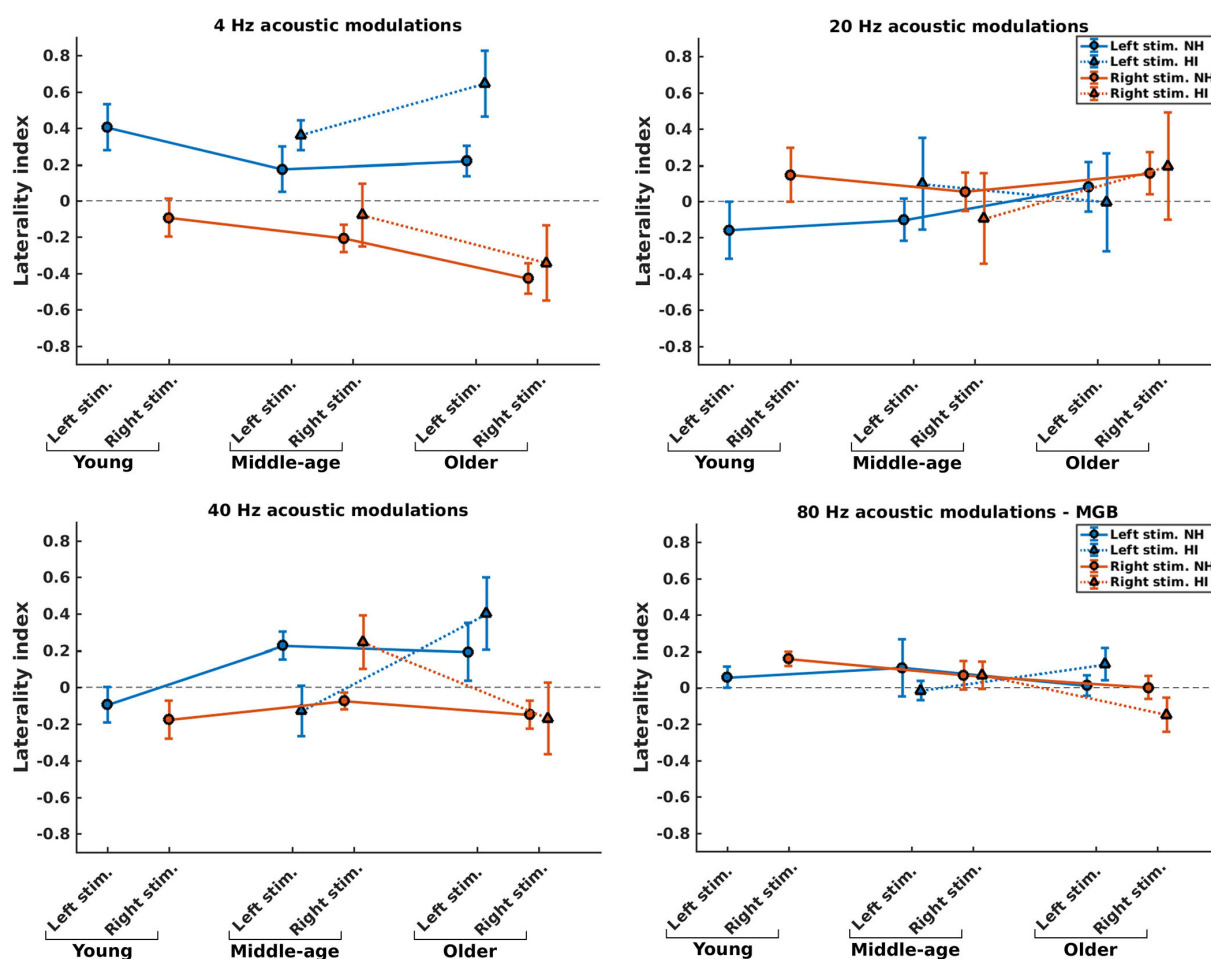 4 Hz acoustic modulations
Laterality index
0.8
0.6
0.4
0.2
0
-0.2
-0.4
-0.6
-0.8
Left stim.
Right stim.
Left stim.
Right stim.
Left stim.
Right stim.
Young
Middle-age
Older
20 Hz acoustic modulations
Left stim. NH
Left stim. HI
Right stim. NH
Right stim. HI
Laterality index
0.8
0.6
0.4
0.2
0
-0.2
-0.4
-0.6
-0.8
Left stim.
Right stim.
Left stim.
Right stim.
Left stim.
Right stim.
Young
Middle-age
Older
40 Hz acoustic modulations
Laterality index
0.8
0.6
0.4
0.2
0
-0.2
-0.4
-0.6
-0.8
Left stim.
Right stim.
Left stim.
Right stim.
Left stim.
Right stim.
Young
Middle-age
Older
80 Hz acoustic modulations - MGB
Left stim. NH
Left stim. HI
Right stim. NH
Right stim. HI
Laterality index
0.8
0.6
0.4
0.2
0
-0.2
-0.4
-0.6
-0.8
Left stim.
Right stim.
Left stim.
Right stim.
Left stim.
Right stim.
Young
Middle-age
Older